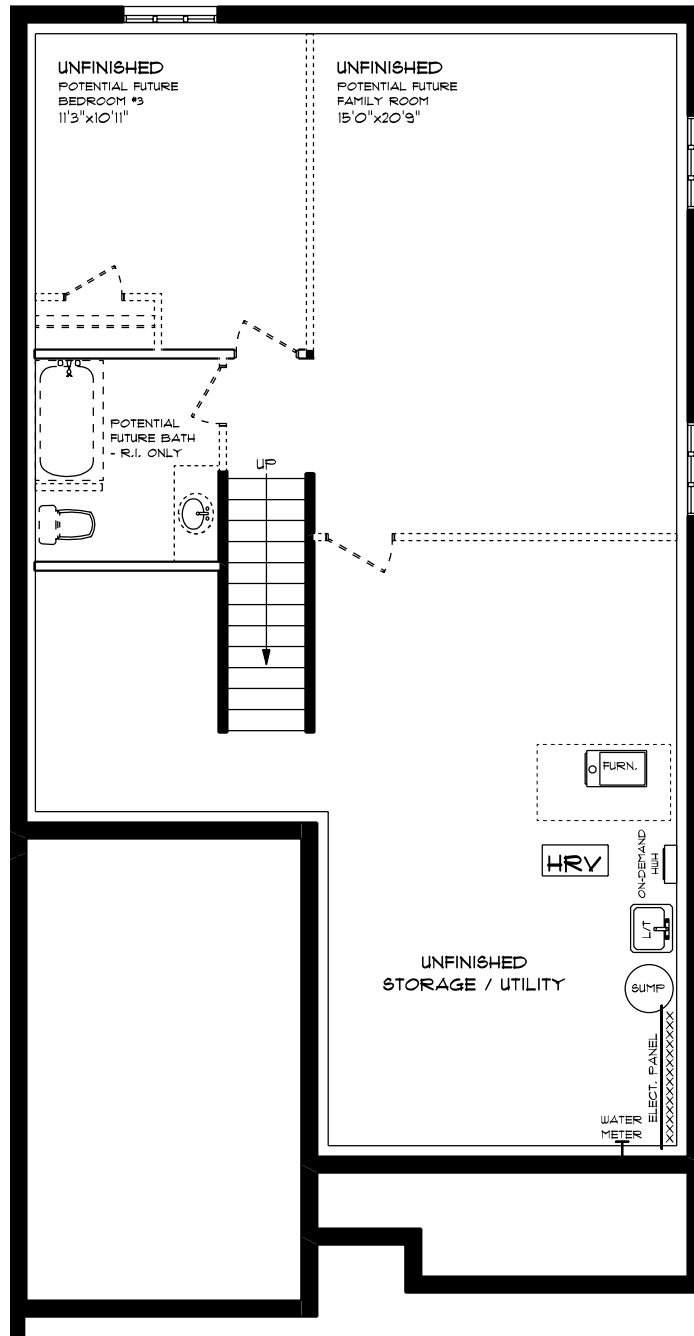 UNFINISHED
POTENTIAL FUTURE
BEDROOM #3
11'3"x10'11"
UNFINISHED
POTENTIAL FUTURE
FAMILY ROOM
15'0"x20'9"
POTENTIAL
FUTURE BATH
- R.I. ONLY
UP
FURN.
HRV
ON-DEMAND
HWH
L/T
UNFINISHED
STORAGE / UTILITY
SUMP
ELECT. PANEL
WATER
METER